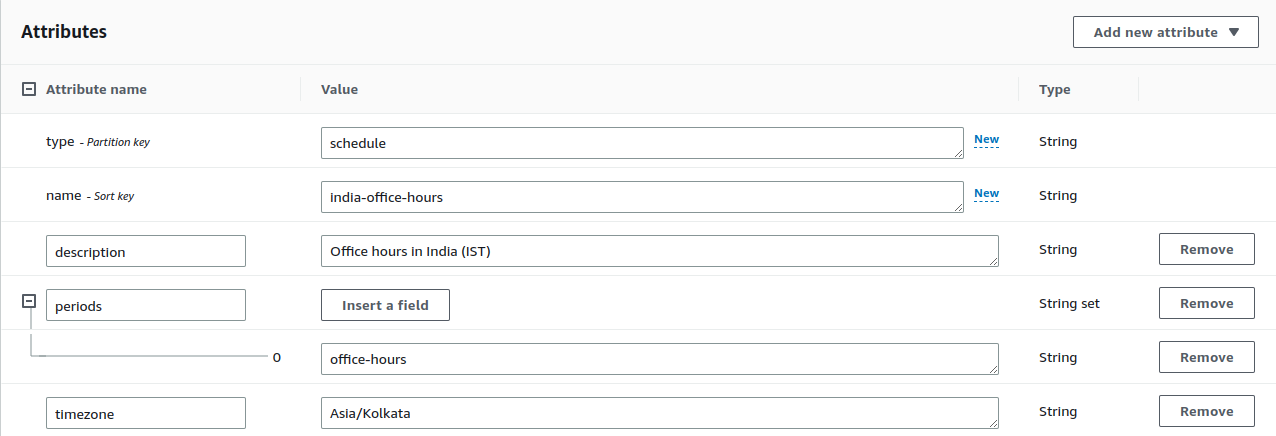 Attributes
Add new attribute
Attribute name Value Type
type - Partition key schedule New String
name - Sort key india-office-hours New String
description Office hours in India (IST) String Remove
periods Insert a field String set Remove
0 office-hours String Remove
timezone Asia/Kolkata String Remove